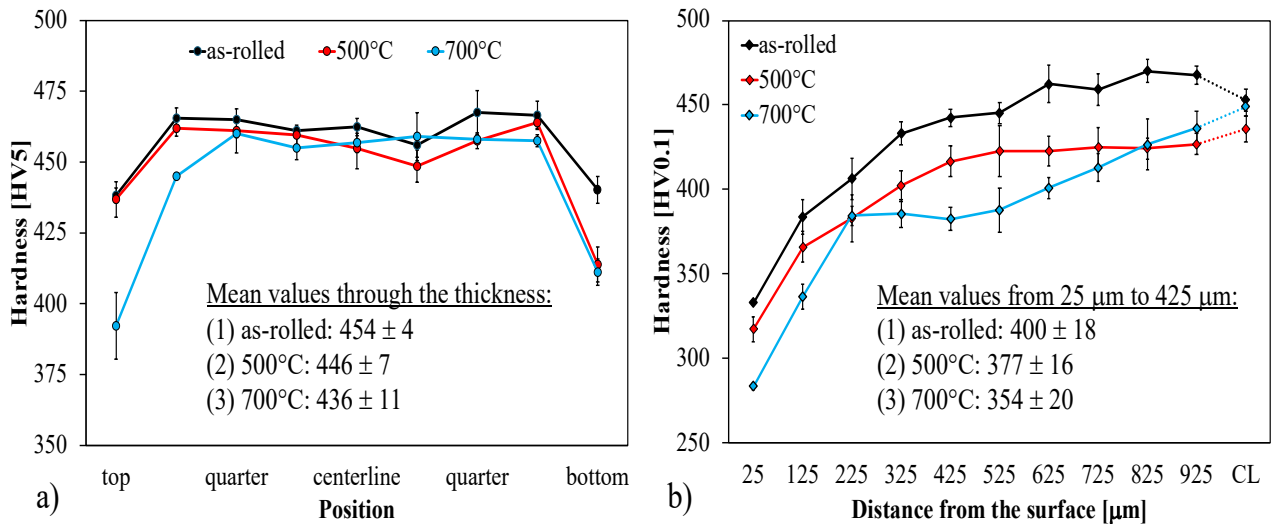 500
475
450
425
400
375
350
Hardness [HV5]
as-rolled 500°C 700°C
Mean values through the thickness:
(1) as-rolled: 454 ± 4
(2) 500°C: 446 ± 7
(3) 700°C: 436 ± 11
top quarter centerline quarter bottom
Position
a)
500
450
400
350
300
250
Hardness [HV0.1]
as-rolled
500°C
700°C
Mean values from 25 μm to 425 μm:
(1) as-rolled: 400 ± 18
(2) 500°C: 377 ± 16
(3) 700°C: 354 ± 20
25 125 225 325 425 525 625 725 825 925 CL
Distance from the surface [μm]
b)